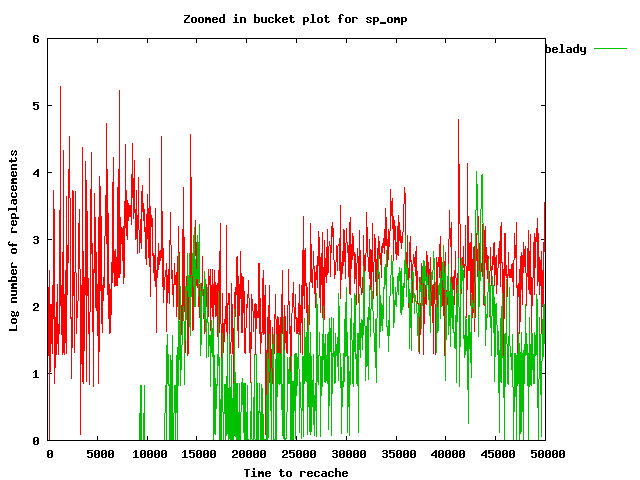 Zoomed in bucket plot for sp_omp
belady
6
5
4
3
2
1
0
Log number of replacements
0 5000 10000 15000 20000 25000 30000 35000 40000 45000 50000
Time to recache